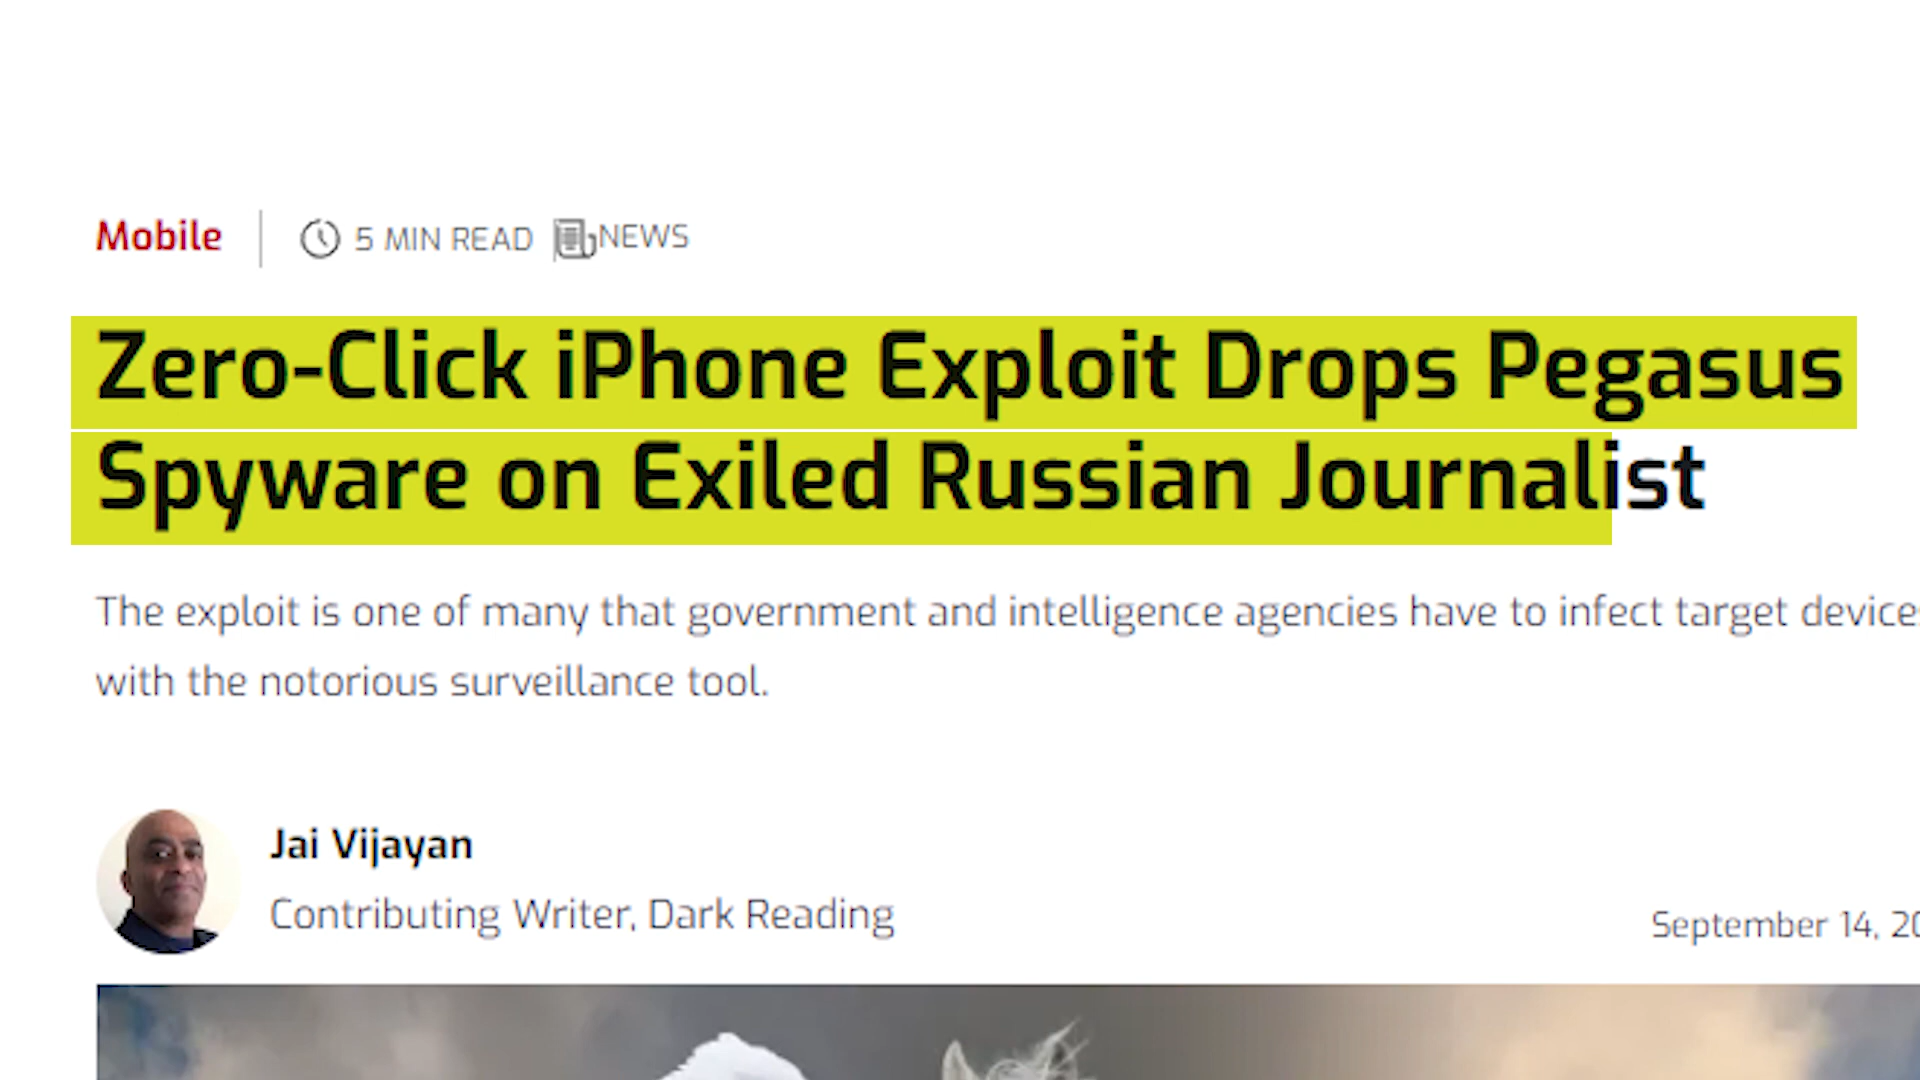 Mobile
5 MIN READ
NEWS
Zero-Click iPhone Exploit Drops Pegasus
Spyware on Exiled Russian Journalist
The exploit is one of many that government and intelligence agencies have to infect target
with the notorious surveillance tool.
Jai Vijayan
Contributing Writer, Dark Reading
September 14,